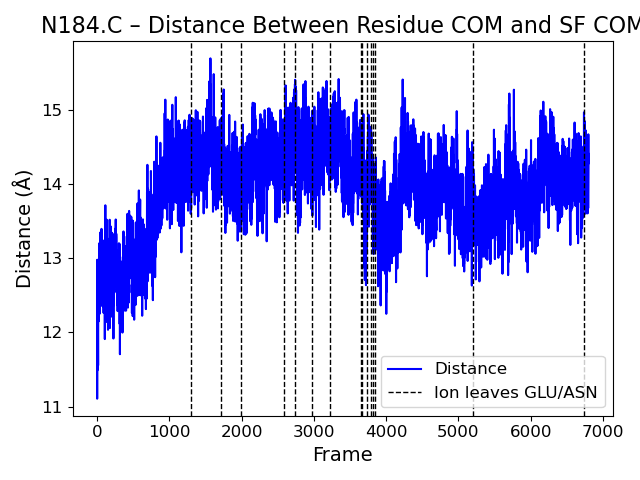 N184.C – Distance Between Residue COM and SF COM
Distance (Å)
15
14
13
12
11
Distance
Ion leaves GLU/ASN
0 1000 2000 3000 4000 5000 6000 7000
Frame